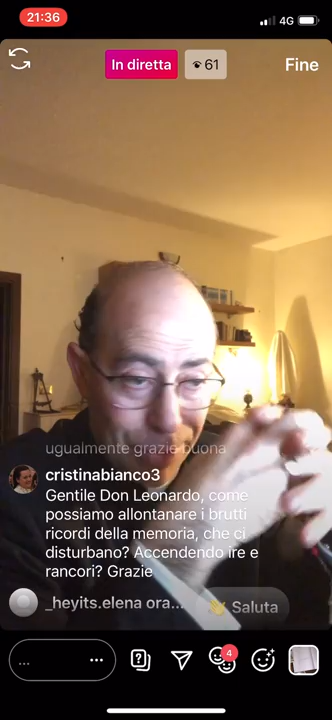 21:36
4G
In diretta
61
Fine
ugualmente grazie buona
cristinabianco3
Gentile Don Leonardo, come
possiamo allontanare i brutti
ricordi della memoria, che ci
disturbano? Accendendo ire e
rancori? Grazie
_heyits.elena ora...
👋 Saluta
...
4